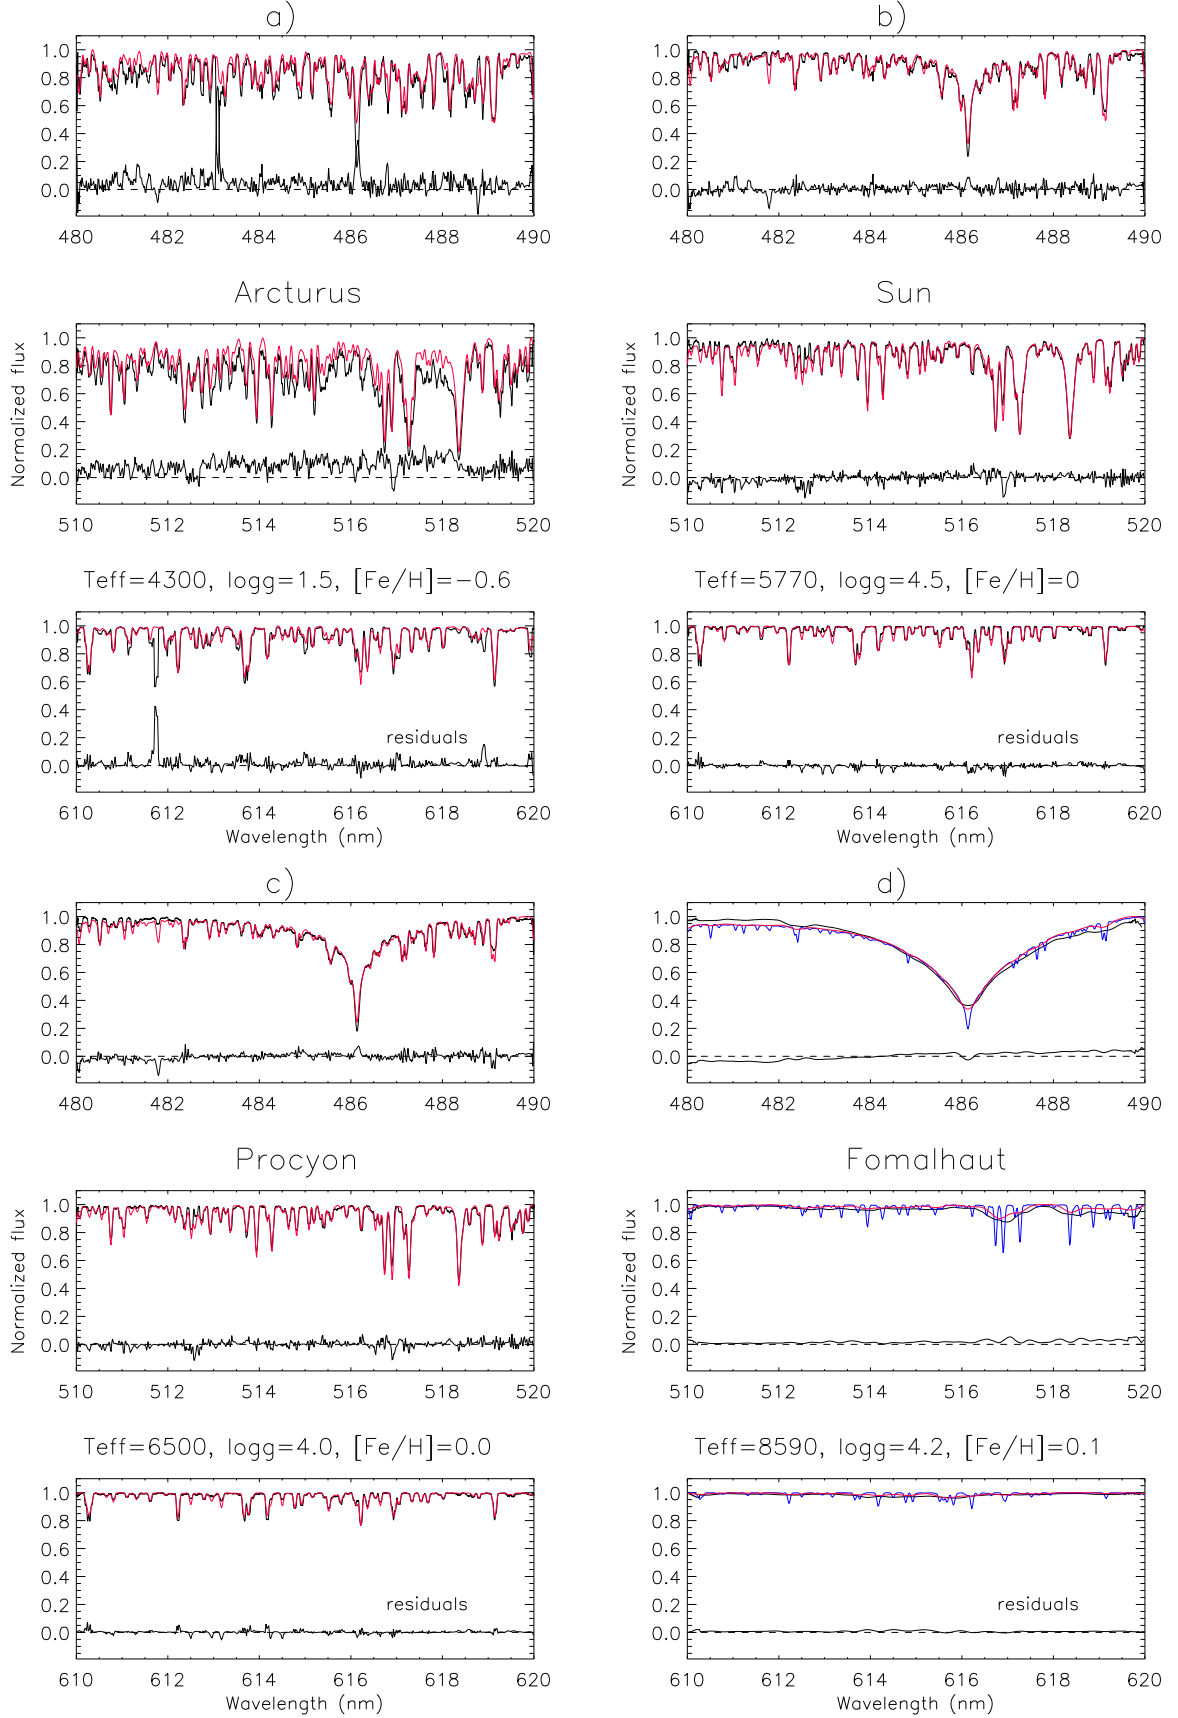 a)
1.0
0.8
0.6
0.4
0.2
0.0
480 482 484 486 488 490
Arcturus
Normalized flux
1.0
0.8
0.6
0.4
0.2
0.0
510 512 514 516 518 520
Teff=4300, logg=1.5, [Fe/H]=−0.6
1.0
0.8
0.6
0.4
0.2
0.0
residuals
610 612 614 616 618 620
Wavelength (nm)
b)
1.0
0.8
0.6
0.4
0.2
0.0
480 482 484 486 488 490
Sun
Normalized flux
1.0
0.8
0.6
0.4
0.2
0.0
510 512 514 516 518 520
Teff=5770, logg=4.5, [Fe/H]=0
1.0
0.8
0.6
0.4
0.2
0.0
residuals
610 612 614 616 618 620
Wavelength (nm)
c)
1.0
0.8
0.6
0.4
0.2
0.0
480 482 484 486 488 490
Procyon
Normalized flux
1.0
0.8
0.6
0.4
0.2
0.0
510 512 514 516 518 520
Teff=6500, logg=4.0, [Fe/H]=0.0
1.0
0.8
0.6
0.4
0.2
0.0
residuals
610 612 614 616 618 620
Wavelength (nm)
d)
1.0
0.8
0.6
0.4
0.2
0.0
480 482 484 486 488 490
Fomalhaut
Normalized flux
1.0
0.8
0.6
0.4
0.2
0.0
510 512 514 516 518 520
Teff=8590, logg=4.2, [Fe/H]=0.1
1.0
0.8
0.6
0.4
0.2
0.0
residuals
610 612 614 616 618 620
Wavelength (nm)